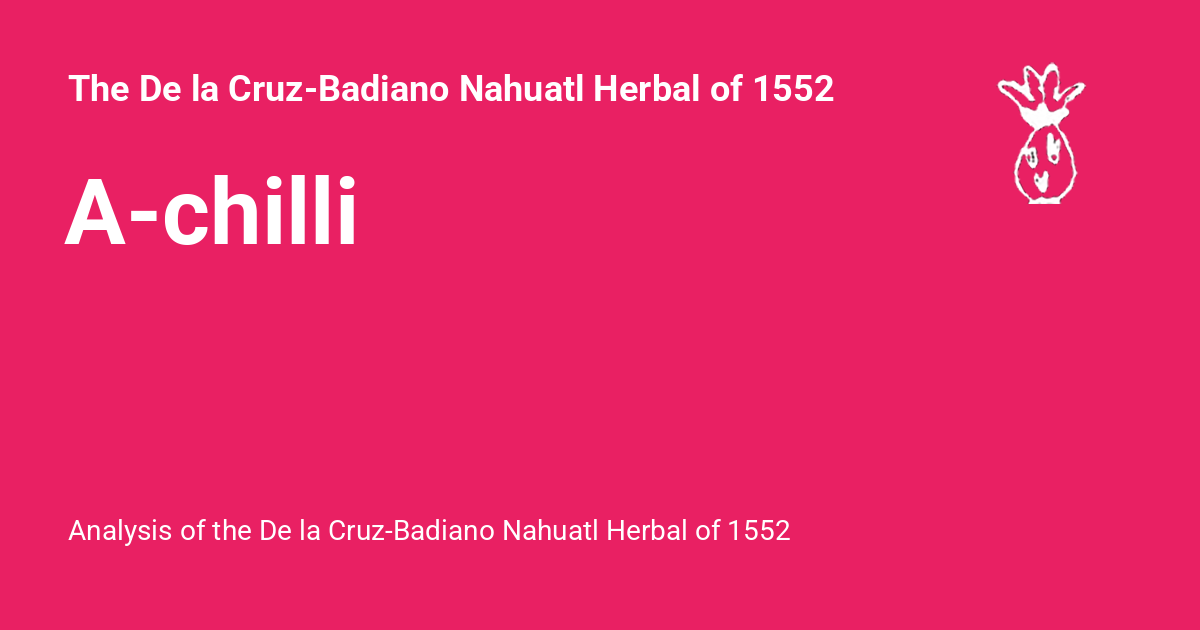 The De la Cruz-Badiano Nahuatl Herbal of 1552
A-chilli
Analysis of the De la Cruz-Badiano Nahuatl Herbal of 1552